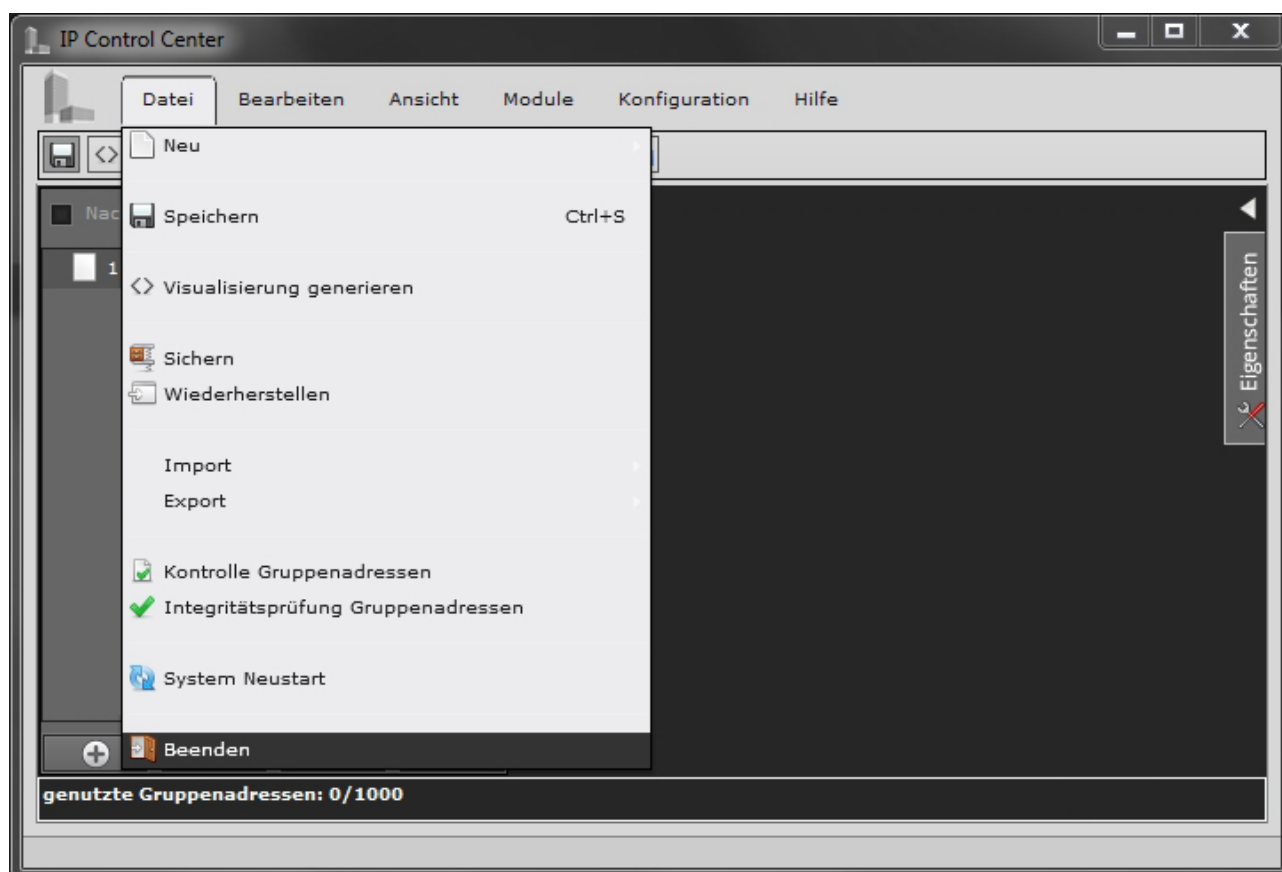 IP Control Center
Datei Bearbeiten Ansicht Module Konfiguration Hilfe
Neu
Speichern Ctrl+S
1
Visualisierung generieren
Sichern
Wiederherstellen
Import
Export
Kontrolle Gruppenadressen
Integritätsprüfung Gruppenadressen
System Neustart
Beenden
Eigenschaften
genutzte Gruppenadressen: 0/1000